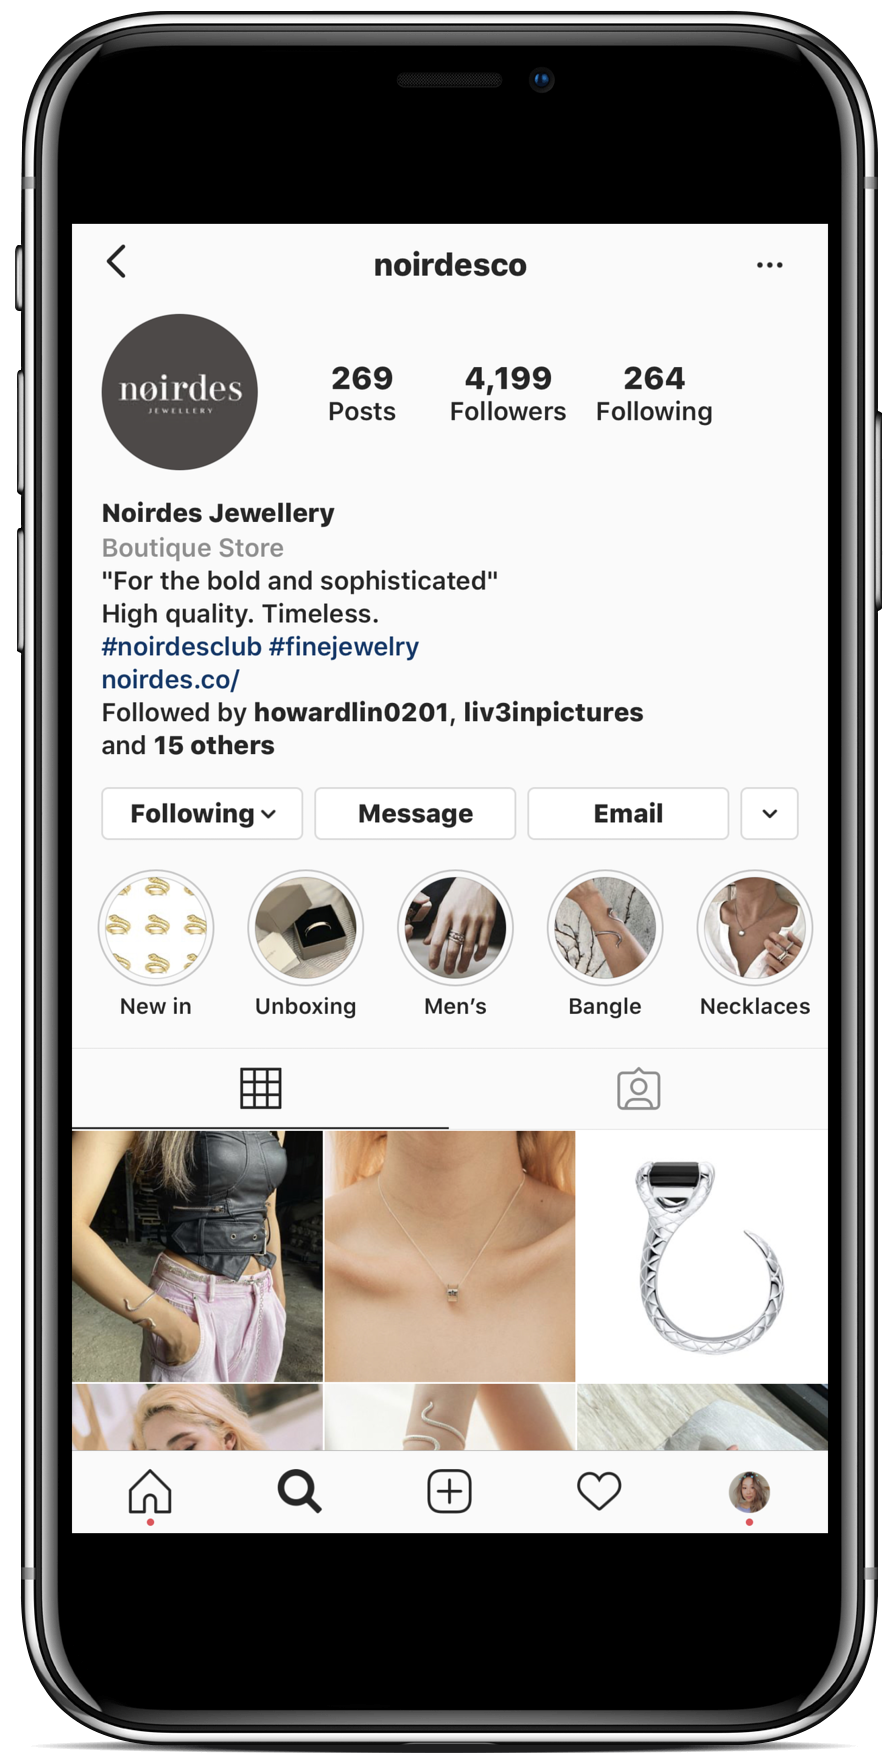 noirdesco
nøirdes
JEWELLERY
269 4,199 264
Posts Followers Following
Noirdes Jewellery
Boutique Store
"For the bold and sophisticated"
High quality. Timeless.
#noirdesclub #finejewelry
noirdes.co/
Followed by howardlin0201, liv3inpictures
and 15 others
Following Message Email
New in Unboxing Men’s Bangle Necklaces